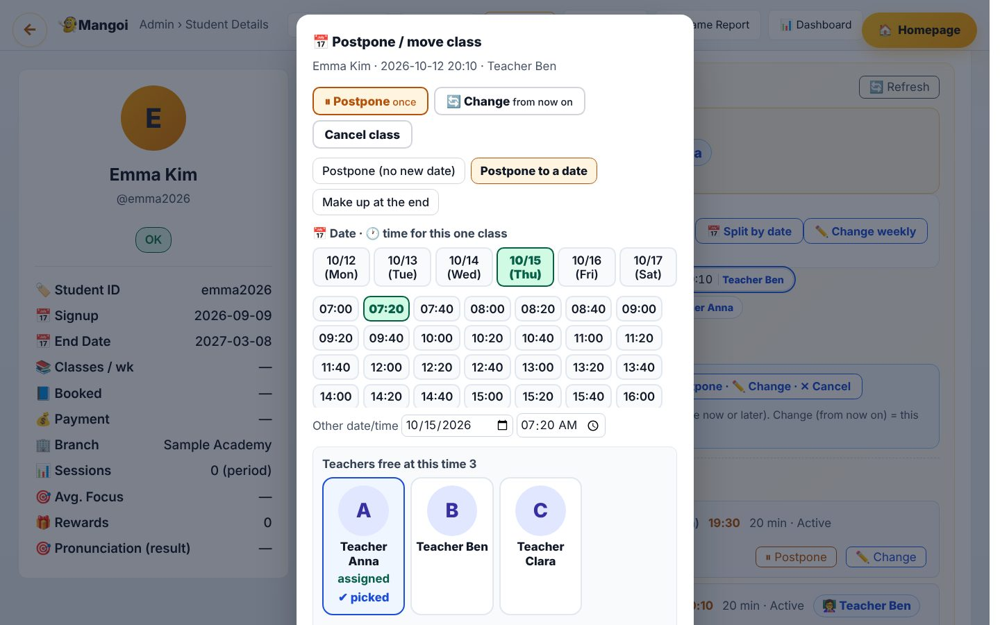 Mangoi
Admin › Student Details
ame Report
📊 Dashboard
🏠 Homepage
E
Emma Kim
@emma2026
OK
🏷️ Student ID emma2026
📅 Signup 2026-09-09
📅 End Date 2027-03-08
📚 Classes / wk —
📘 Booked —
💰 Payment —
🏢 Branch Sample Academy
📊 Sessions 0 (period)
🎯 Avg. Focus —
🎁 Rewards 0
🎯 Pronunciation (result) —
📅 Postpone / move class
Emma Kim · 2026-10-12 20:10 · Teacher Ben
⏸ Postpone once
🔄 Change from now on
Cancel class
Postpone (no new date)
Postpone to a date
Make up at the end
📅 Date · 🕐 time for this one class
10/12 (Mon)
10/13 (Tue)
10/14 (Wed)
10/15 (Thu)
10/16 (Fri)
10/17 (Sat)
07:00 07:20 07:40 08:00 08:20 08:40 09:00
09:20 09:40 10:00 10:20 10:40 11:00 11:20
11:40 12:00 12:20 12:40 13:00 13:20 13:40
14:00 14:20 14:40 15:00 15:20 15:40 16:00
Other date/time 10/15/2026 07:20 AM
Teachers free at this time 3
A
Teacher Anna
assigned
✔ picked
B
Teacher Ben
C
Teacher Clara
🔄 Refresh
a
📅 Split by date
✏️ Change weekly
:10 Teacher Ben
er Anna
tpone · ✏️ Change · ✕ Cancel
e now or later). Change (from now on) = this
) 19:30 20 min · Active
⏸ Postpone
✏️ Change
0:10 20 min · Active 👩‍🏫 Teacher Ben